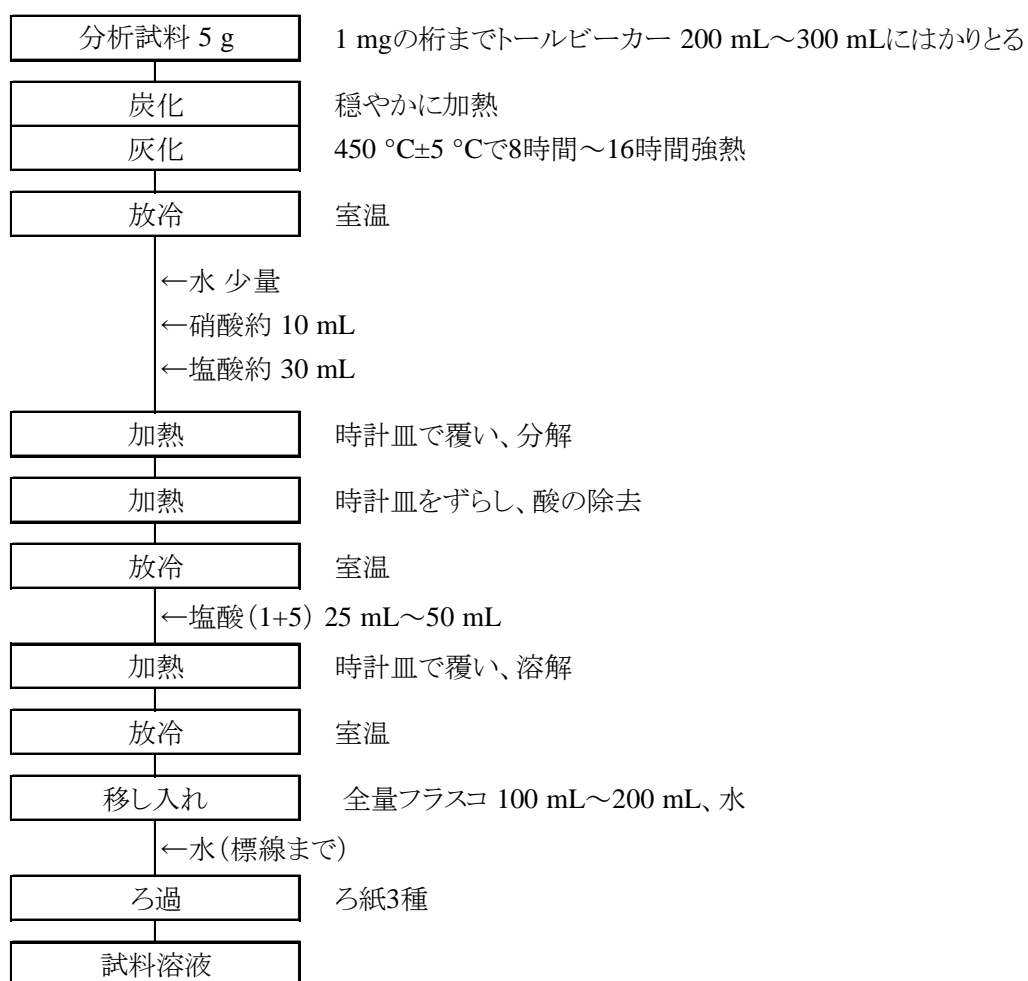 分析試料 5 g 1 mgの桁までトールビーカー 200 mL～300 mLにはかりとる
炭化 穏やかに加熱
灰化 450 °C±5 °Cで8時間～16時間強熱
放冷 室温
←水 少量
←硝酸約 10 mL
←塩酸約 30 mL
加熱 時計皿で覆い、分解
加熱 時計皿をずらし、酸の除去
放冷 室温
←塩酸（1+5） 25 mL～50 mL
加熱 時計皿で覆い、溶解
放冷 室温
移し入れ 全量フラスコ 100 mL～200 mL、水
←水（標線まで）
ろ過 ろ紙3種
試料溶液